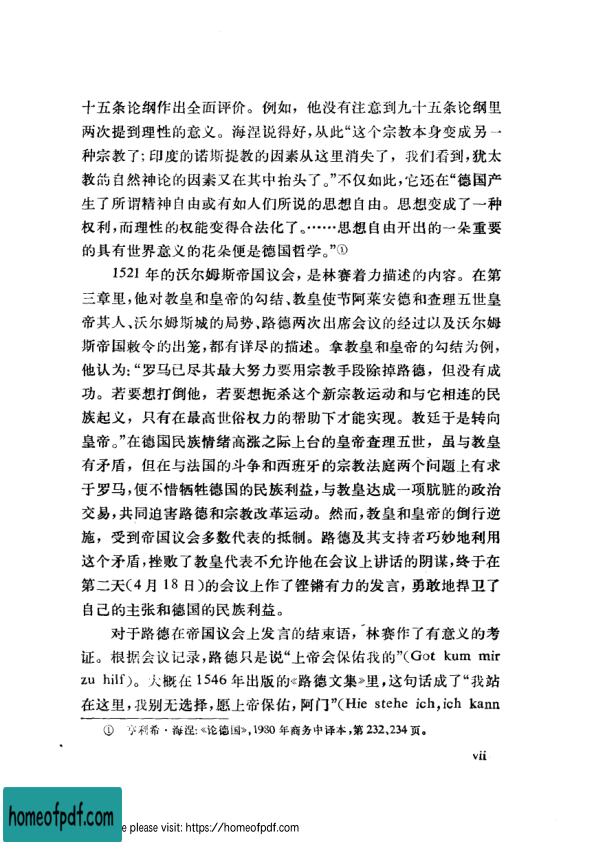 十五条论纲作出全面评价。例如，他没有注意到九十五条论纲里
两次提到理性的意义。海涅说得好，从此“这个宗教本身变成另一
种宗教了；印度的诺斯提教的因素从这里消失了，我们看到，犹太
教的自然神论的因素又在其中抬头了。”不仅如此，它还在“德国产
生了所谓精神自由或有如人们所说的思想自由。思想变成了一种
权利，而理性的权能变得合法化了。……思想自由开出的一朵重要
的具有世界意义的花朵便是德国哲学。”①
1521 年的沃尔姆斯帝国议会，是林赛着力描述的内容。在第
三章里，他对教皇和皇帝的勾结、教皇使节阿莱安德和查理五世皇
帝其人、沃尔姆斯城的局势、路德两次出席会议的经过以及沃尔姆
斯帝国敕令的出笼，都有详尽的描述。拿教皇和皇帝的勾结为例，
他认为：“罗马已尽其最大努力要用宗教手段除掉路德，但没有成
功。若要想打倒他，若要想扼杀这个新宗教运动和与它相连的民
族起义，只有在最高世俗权力的帮助下才能实现。教廷于是转向
皇帝。”在德国民族情绪高涨之际上台的皇帝查理五世，虽与教皇
有矛盾，但在与法国的斗争和西班牙的宗教法庭两个问题上有求
于罗马，便不惜牺牲德国的民族利益，与教皇达成一项肮脏的政治
交易，共同迫害路德和宗教改革运动。然而，教皇和皇帝的倒行逆
施，受到帝国议会多数代表的抵制。路德及其支持者巧妙地利用
这个矛盾，挫败了教皇代表不允许他在会议上讲话的阴谋，终于在
第二天（4 月 18 日）的会议上作了铿锵有力的发言，勇敢地捍卫了
自己的主张和德国的民族利益。
对于路德在帝国议会上发言的结束语，林赛作了有意义的考
证。根据会议记录，路德只是说“上帝会保佑我的”（Got kum mir
zu hilf）。大概在 1546 年出版的《路德文集》里，这句话成了“我站
在这里，我别无选择，愿上帝保佑，阿门”（Hie stehe ich, ich kann
① 亨利希·海涅：《论德国》，1980 年商务中译本，第 232、234 页。
vii
homeofpdf.com
e please visit: https://homeofpdf.com